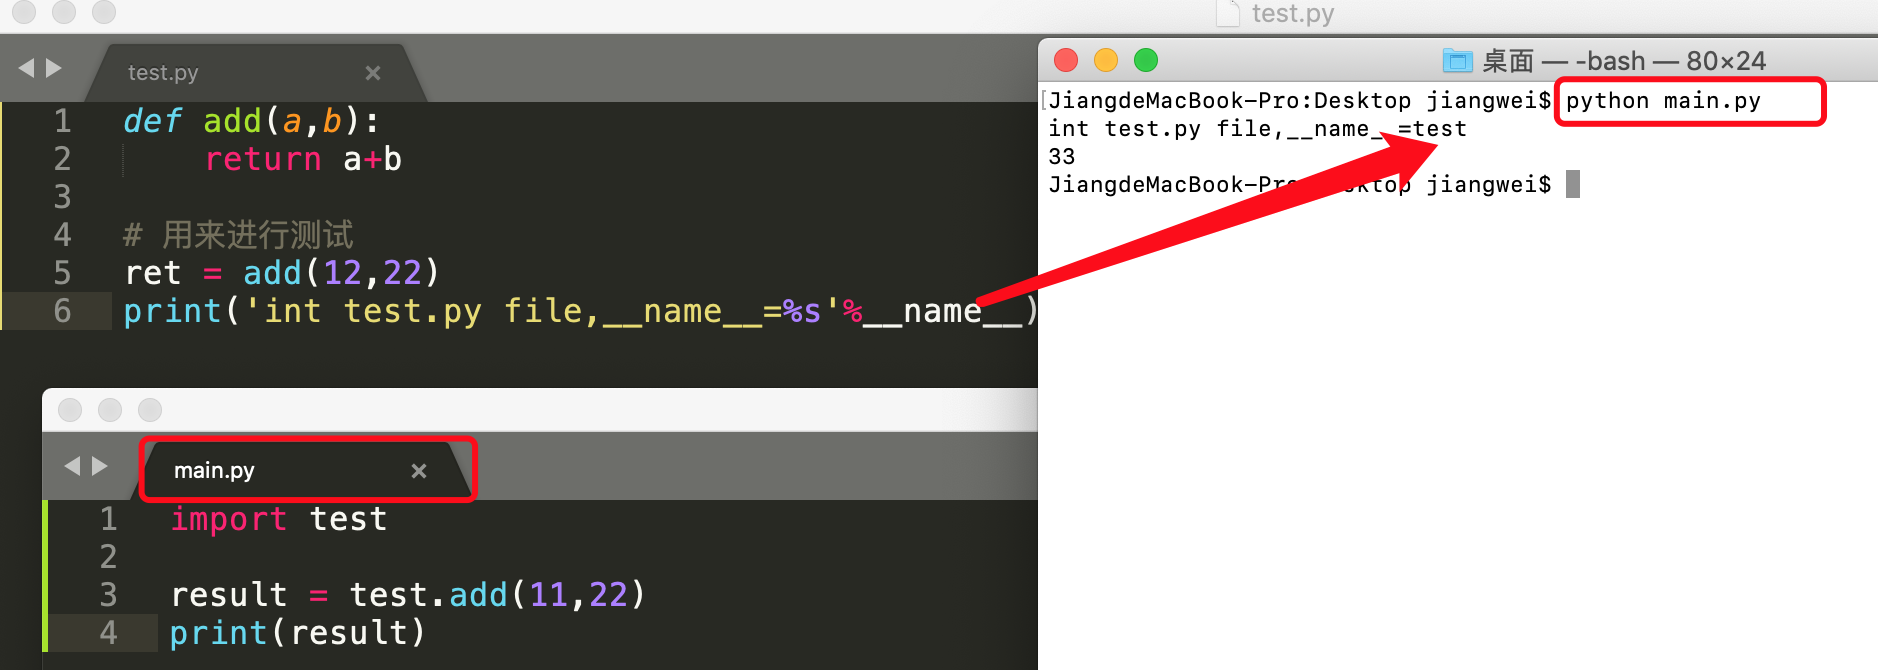 test.py
test.py
1 def add(a,b):
2     return a+b
3
4 # 用来进行测试
5 ret = add(12,22)
6 print('int test.py file,__name__=%s'%__name__)
main.py
1 import test
2
3 result = test.add(11,22)
4 print(result)
桌面 — -bash — 80×24
[JiangdeMacBook-Pro:Desktop jiangwei$ python main.py
int test.py file,__name__=test
33
JiangdeMacBook-Pro:Desktop jiangwei$